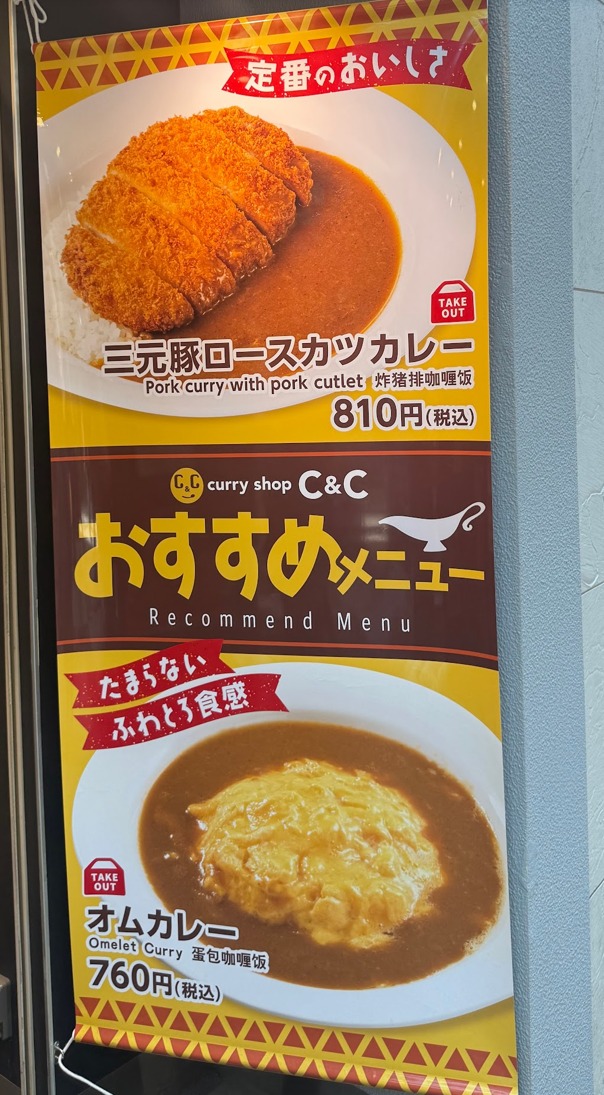 定番のおいしさ
TAKE
OUT
三元豚ロースカツカレー
Pork curry with pork cutlet 炸猪排咖喱饭
810円(税込)
C&C curry shop C&C
おすすめメニュー
Recommend Menu
たまらない
ふわとろ食感
TAKE
OUT
オムカレー
Omelet Curry 蛋包咖喱饭
760円(税込)